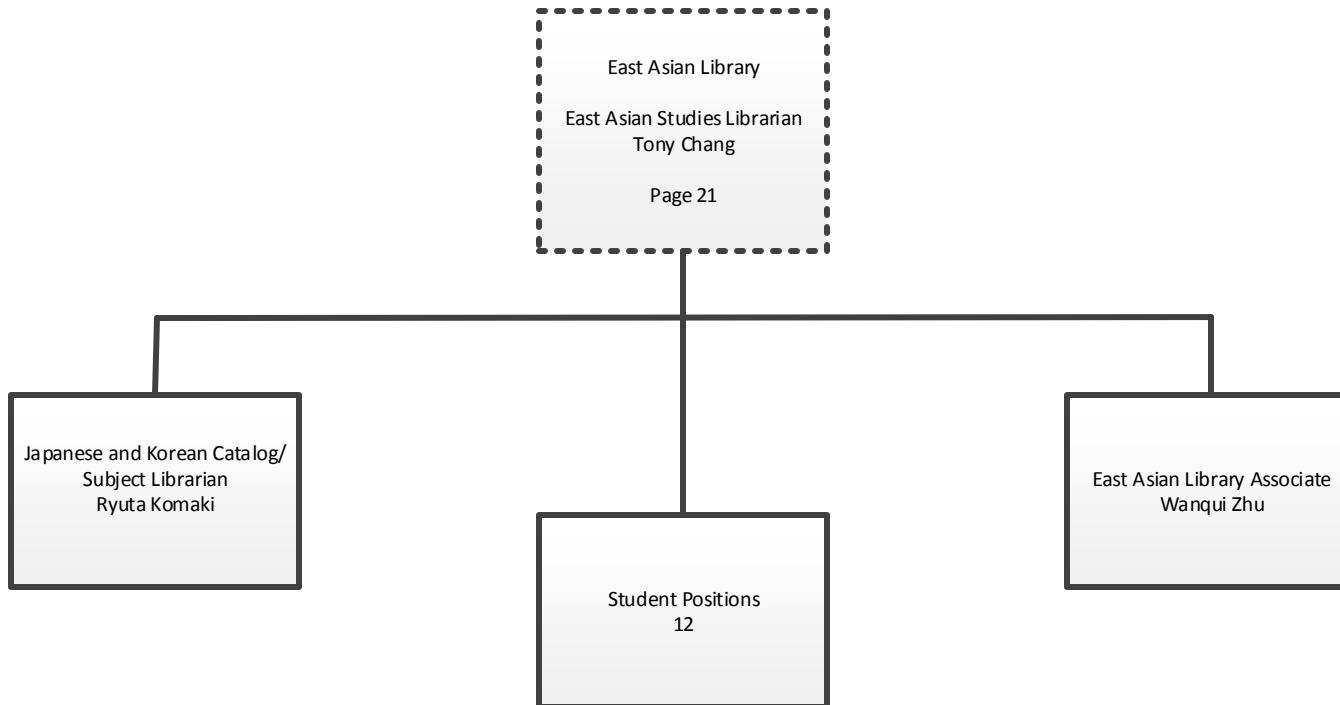 East Asian Library
East Asian Studies Librarian
Tony Chang
Page 21
Japanese and Korean Catalog/
Subject Librarian
Ryuta Komaki
Student Positions
12
East Asian Library Associate
Wanqui Zhu